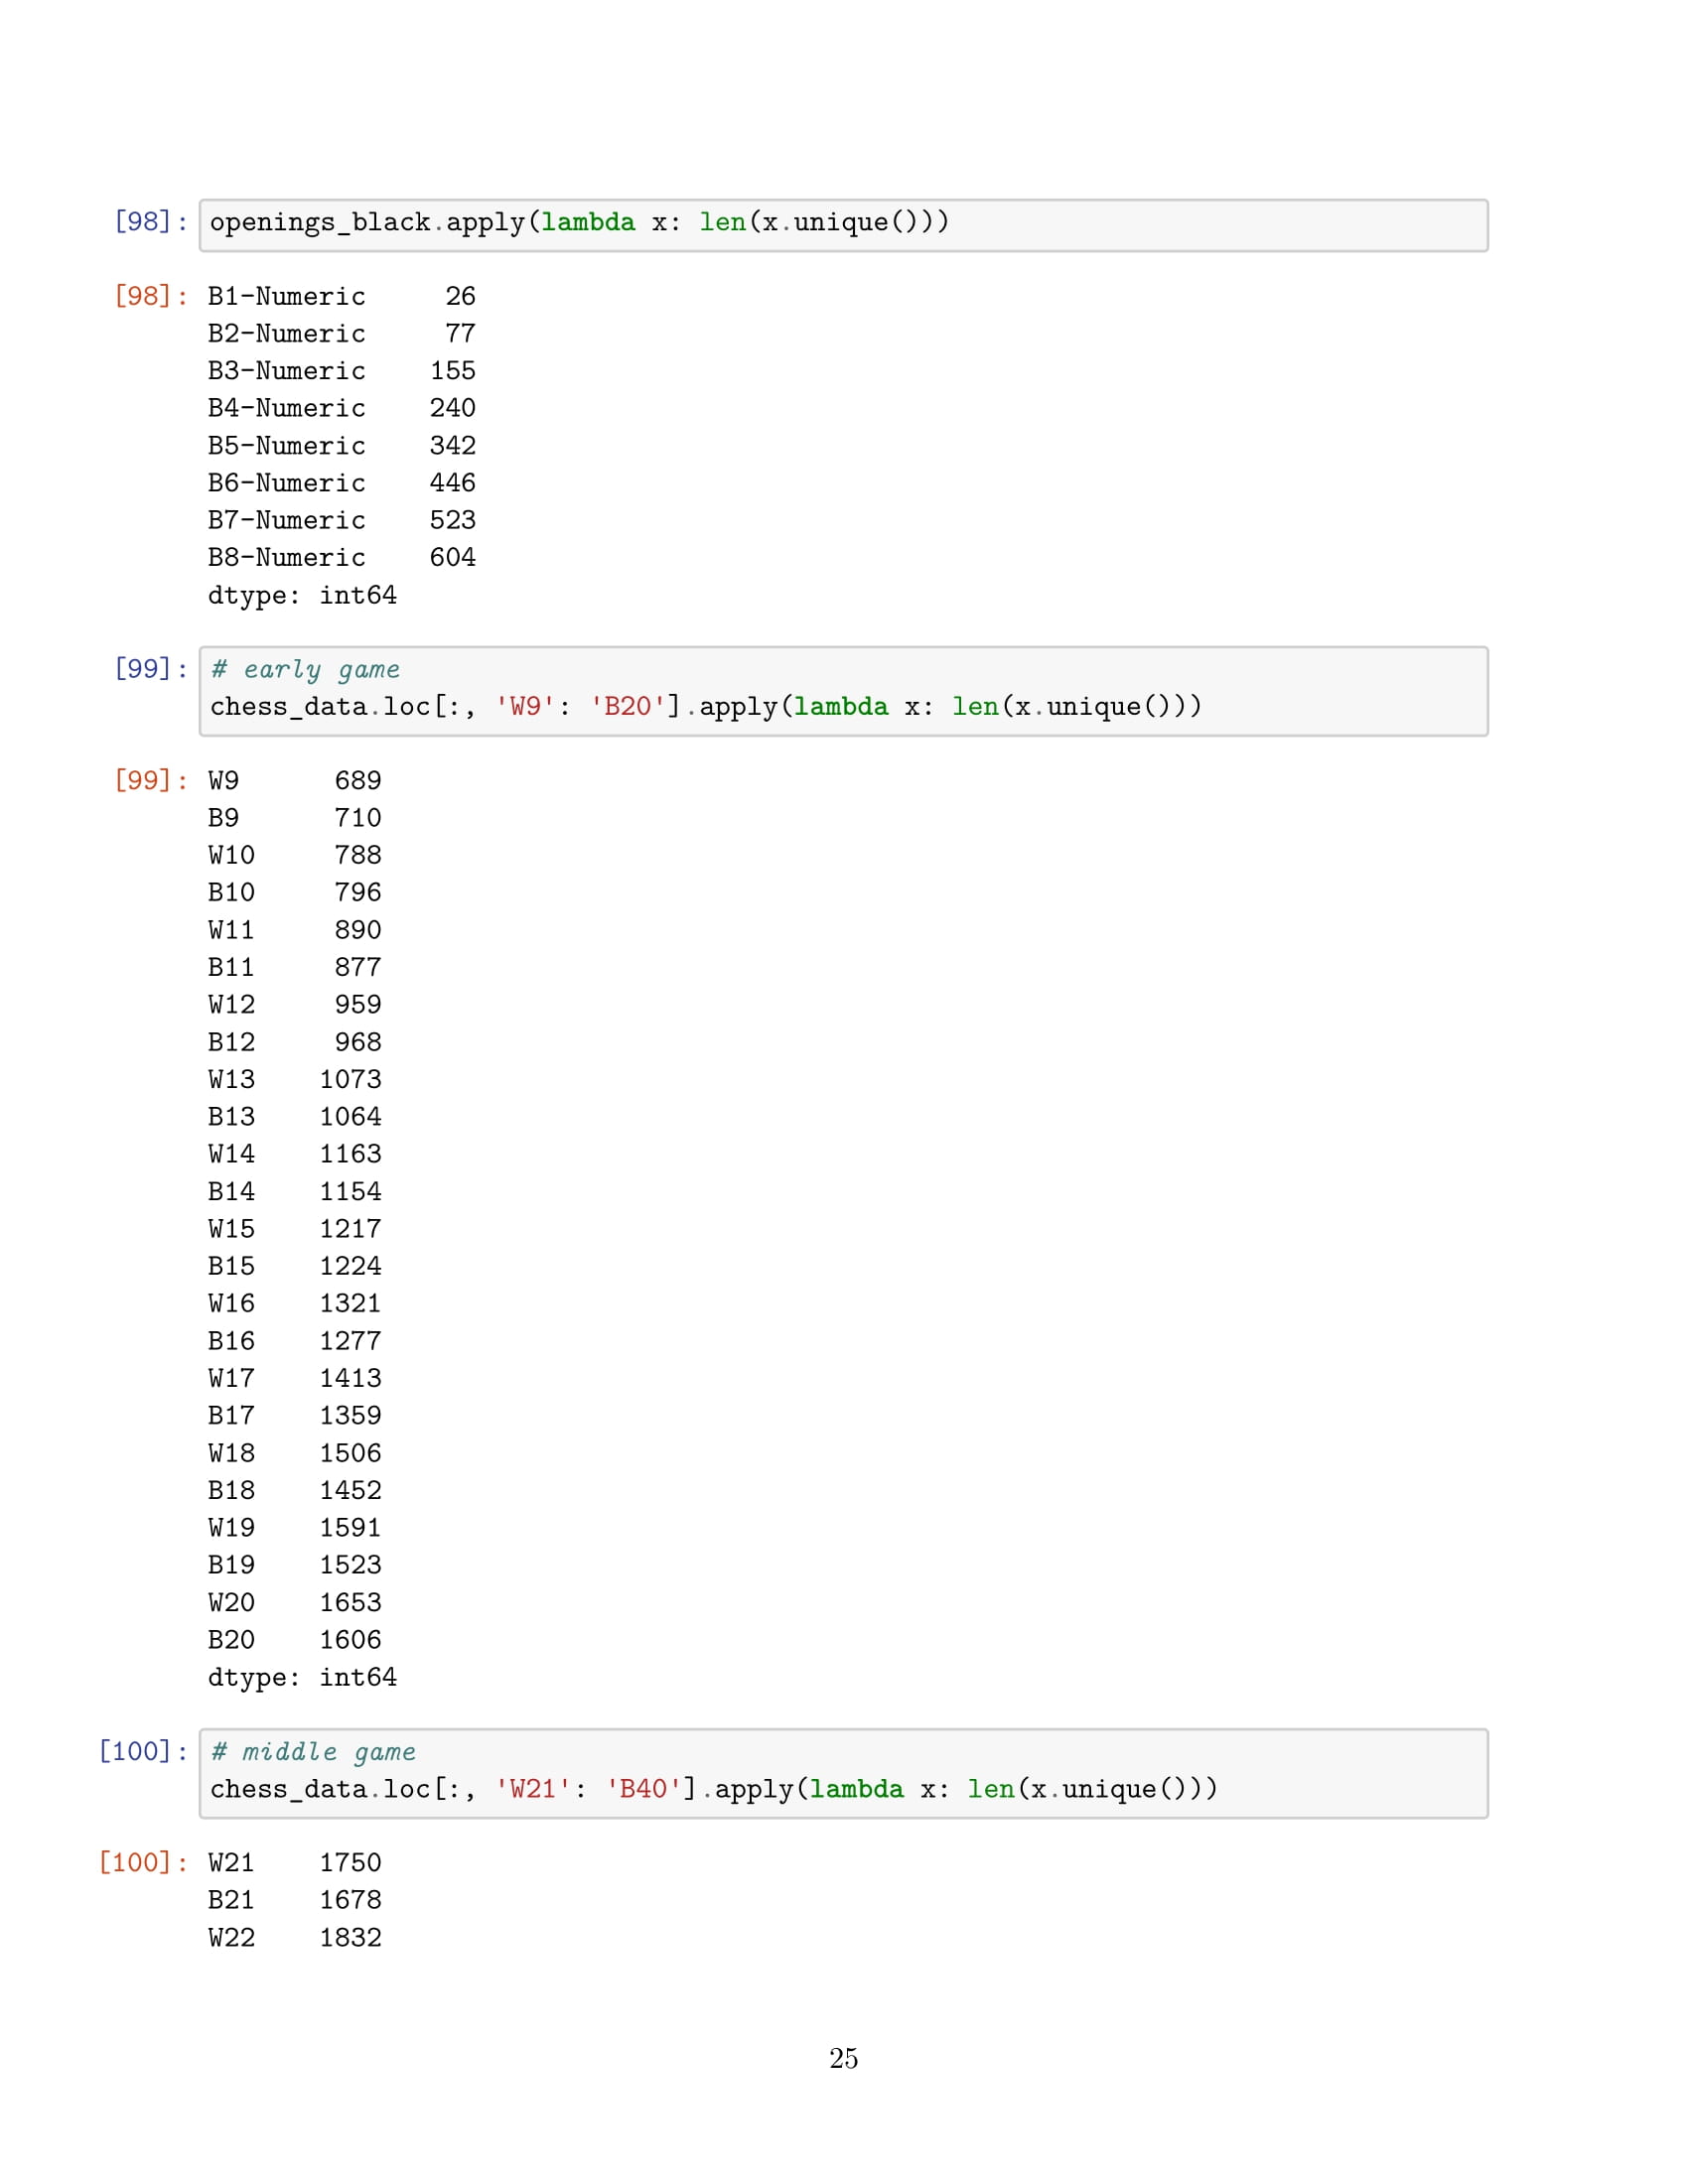 [98]: openings_black.apply(lambda x: len(x.unique()))
[98]: B1-Numeric     26
B2-Numeric     77
B3-Numeric    155
B4-Numeric    240
B5-Numeric    342
B6-Numeric    446
B7-Numeric    523
B8-Numeric    604
dtype: int64
[99]: # early game
chess_data.loc[:, 'W9': 'B20'].apply(lambda x: len(x.unique()))
[99]: W9      689
B9      710
W10     788
B10     796
W11     890
B11     877
W12     959
B12     968
W13    1073
B13    1064
W14    1163
B14    1154
W15    1217
B15    1224
W16    1321
B16    1277
W17    1413
B17    1359
W18    1506
B18    1452
W19    1591
B19    1523
W20    1653
B20    1606
dtype: int64
[100]: # middle game
chess_data.loc[:, 'W21': 'B40'].apply(lambda x: len(x.unique()))
[100]: W21    1750
B21    1678
W22    1832
25